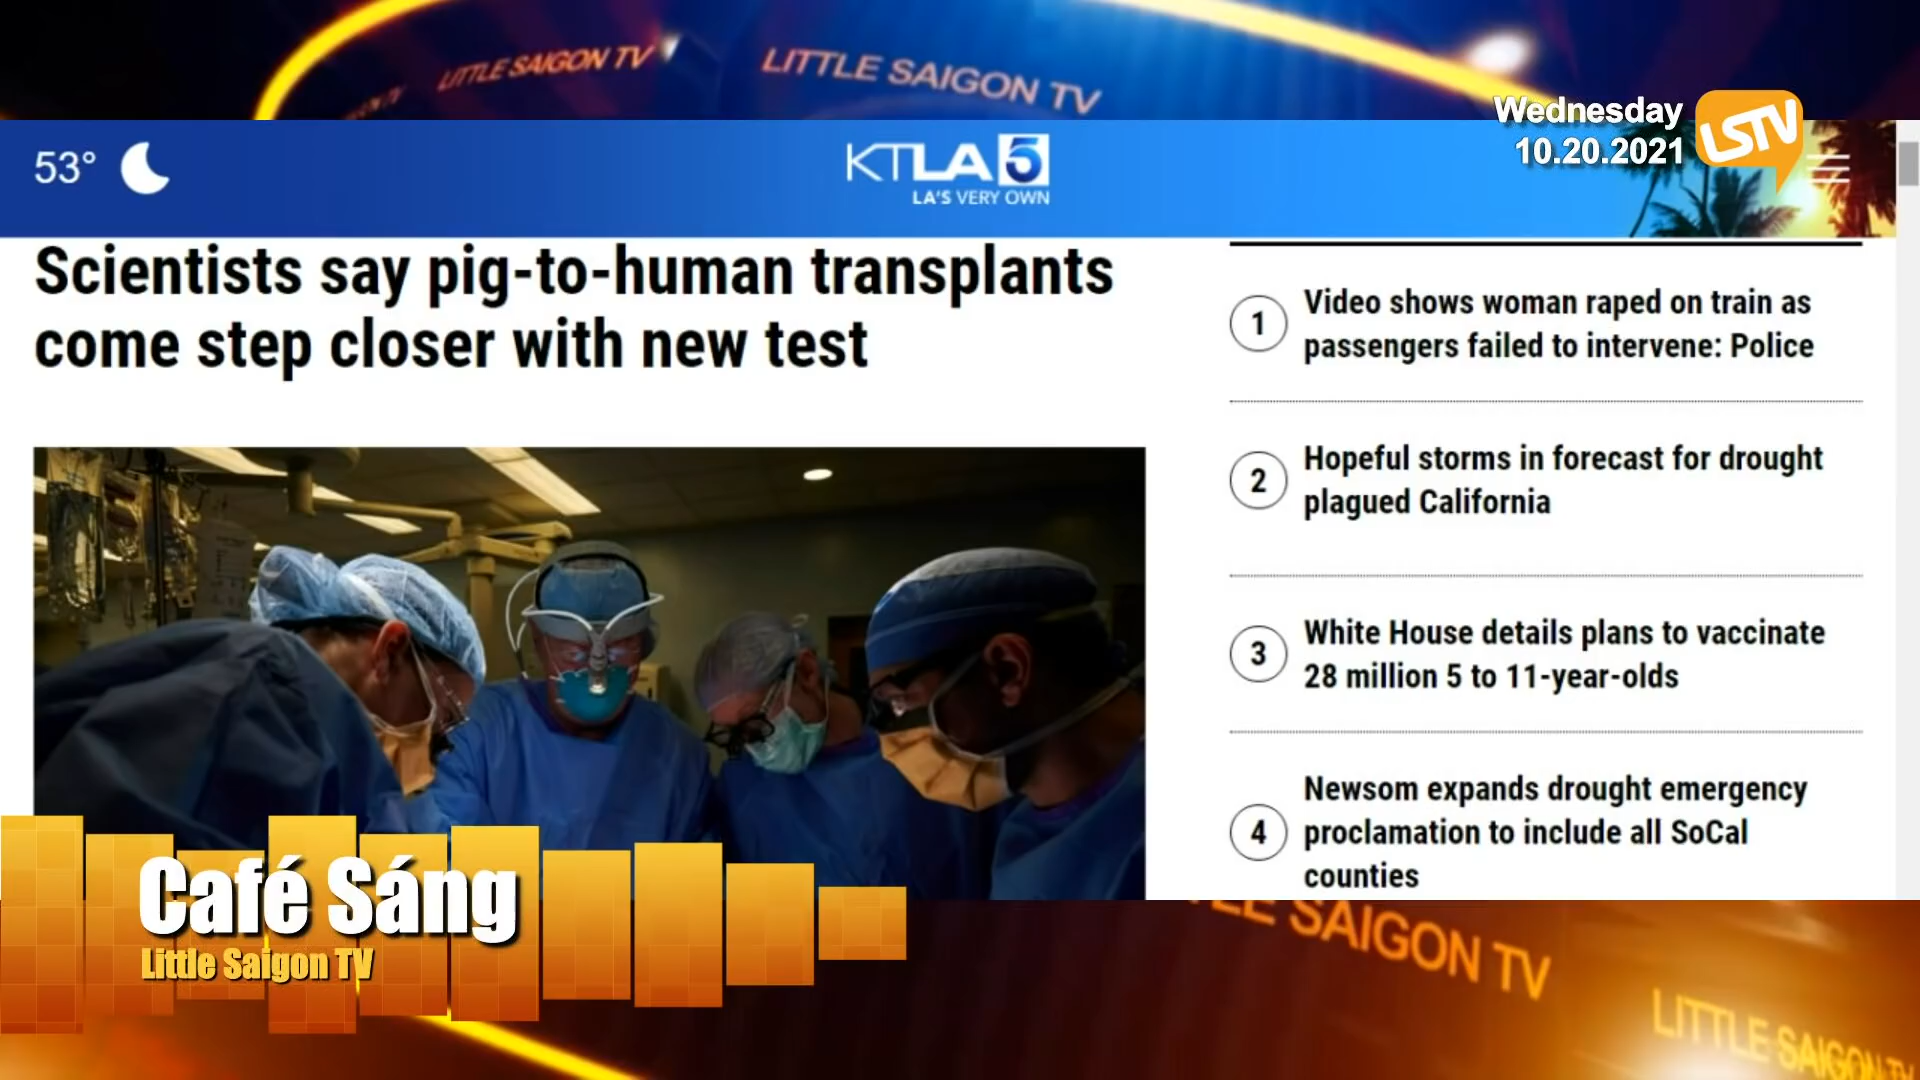 LITTLE SAIGON TV
LITTLE SAIGON TV
Wednesday
10.20.2021
LSTV
53°
KTLA 5
LA'S VERY OWN
Scientists say pig-to-human transplants
come step closer with new test
1
Video shows woman raped on train as
passengers failed to intervene: Police
2
Hopeful storms in forecast for drought
plagued California
3
White House details plans to vaccinate
28 million 5 to 11-year-olds
4
Newsom expands drought emergency
proclamation to include all SoCal
counties
Café Sáng
Little Saigon TV
SAIGON TV
LITTLE SAIGON TV